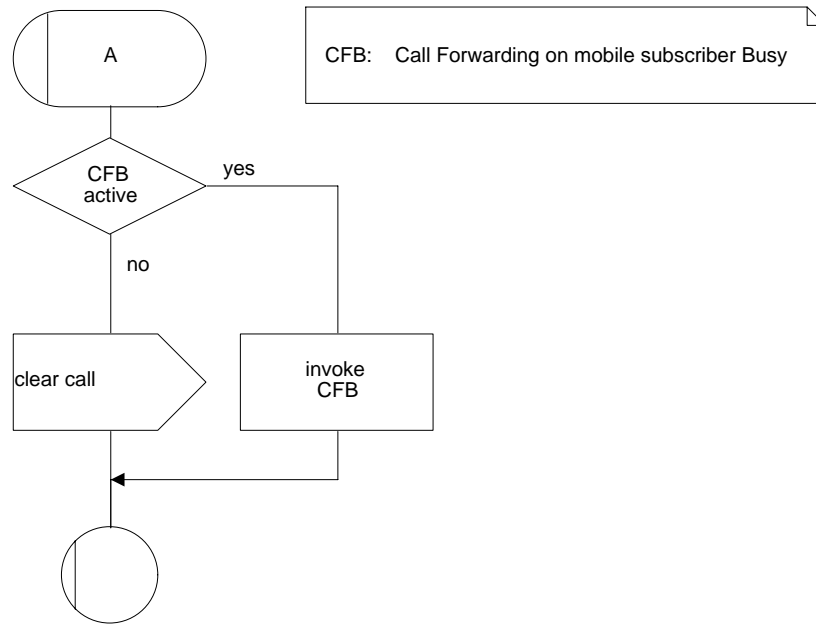 A
CFB: Call Forwarding on mobile subscriber Busy
CFB
active
yes
no
clear call
invoke
CFB